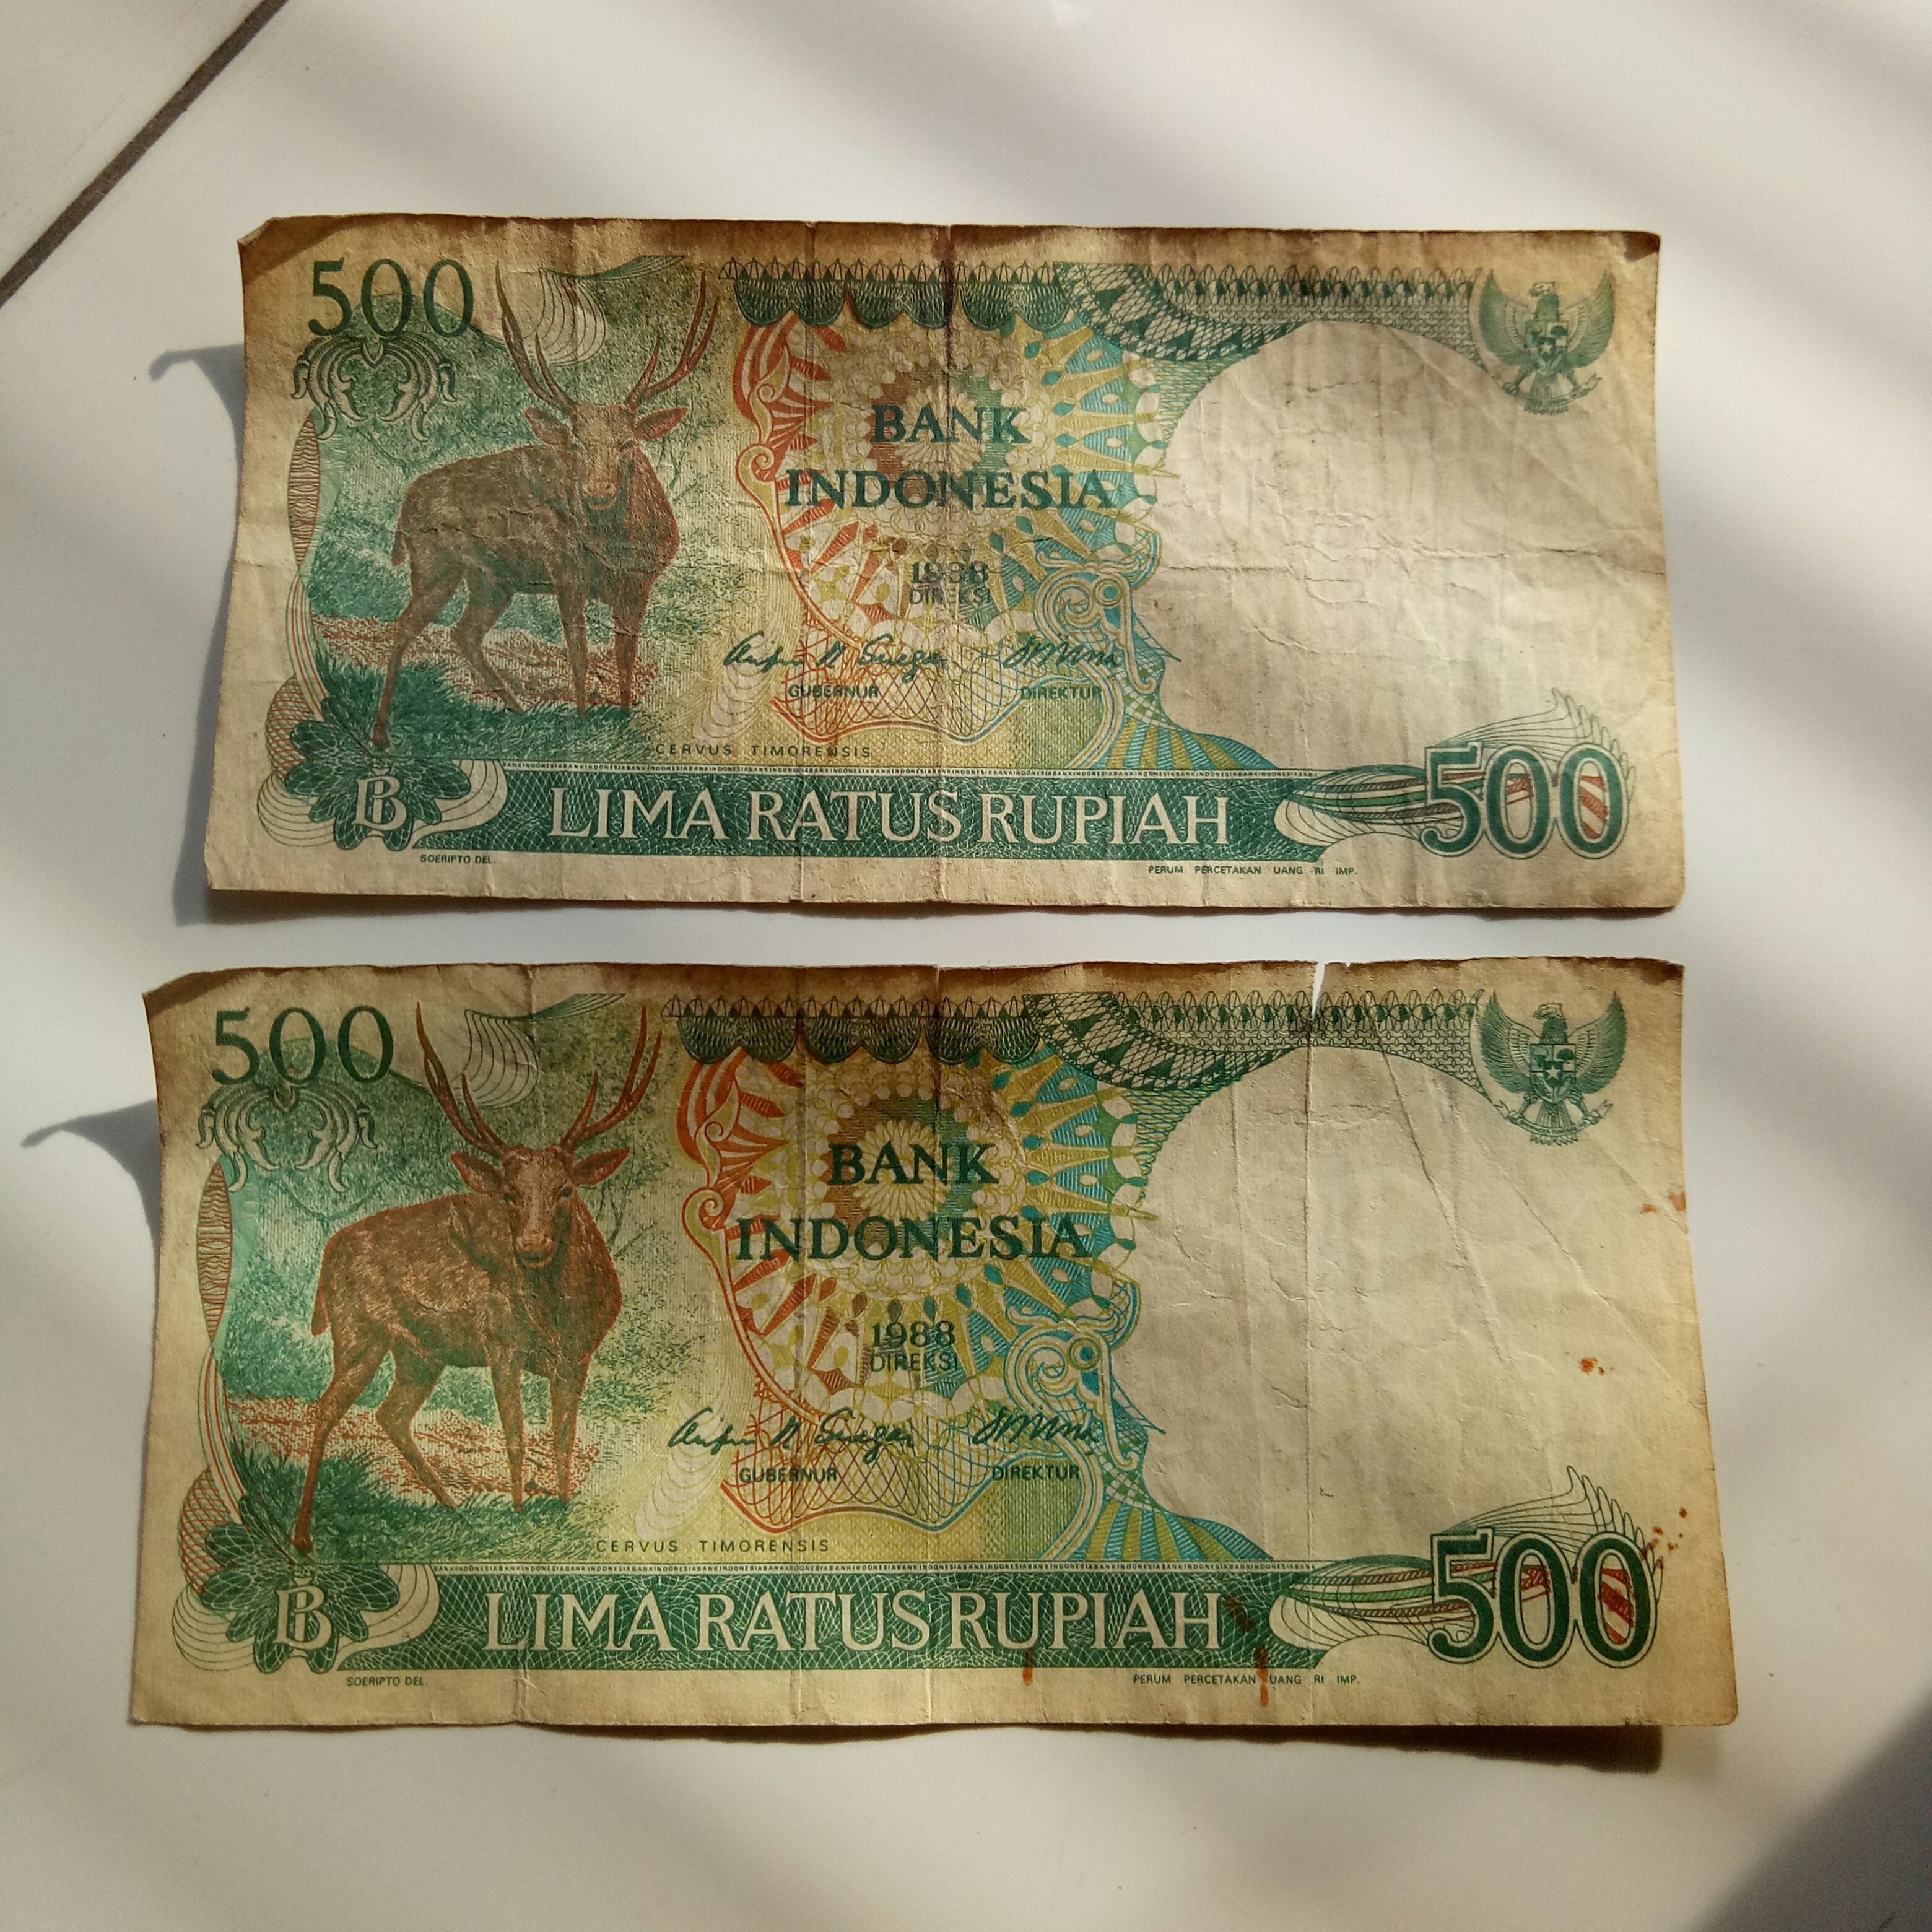 500
BANK
INDONESIA
1988
DIREKSI
GUBERNUR DIREKTUR
CERVUS TIMORENSIS
LIMA RATUS RUPIAH
500
SOERIPTO DEL.
PERUM PERCETAKAN UANG RI IMP.
500
BANK
INDONESIA
1988
DIREKSI
GUBERNUR DIREKTUR
CERVUS TIMORENSIS
LIMA RATUS RUPIAH
500
SOERIPTO DEL.
PERUM PERCETAKAN UANG RI IMP.